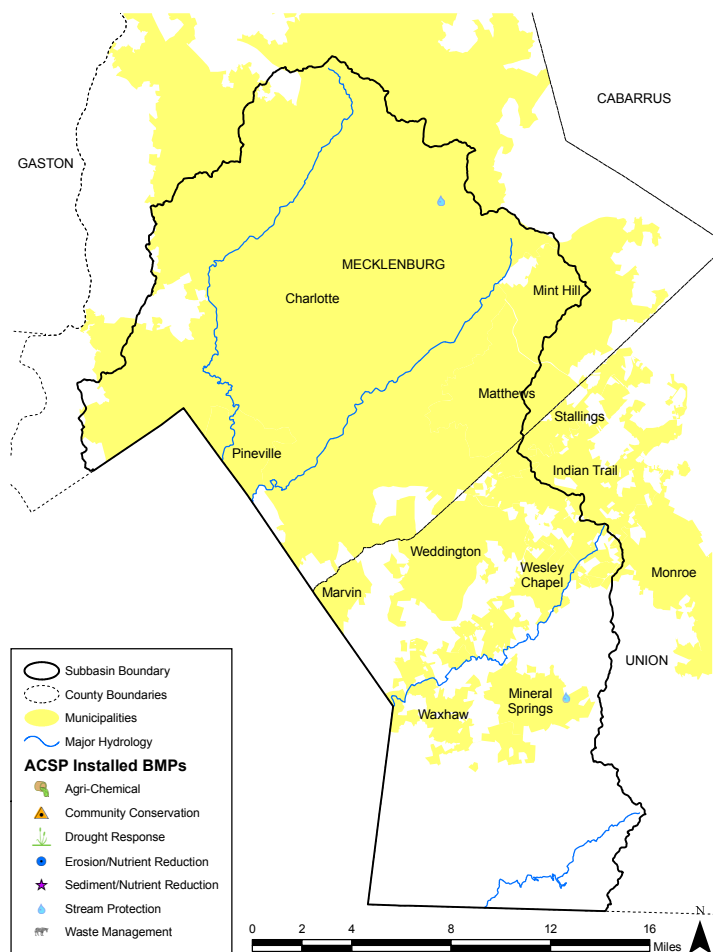 CABARRUS
GASTON
MECKLENBURG
Charlotte
Mint Hill
Matthews
Stallings
Pineville
Indian Trail
Weddington
Wesley
Chapel
Monroe
Marvin
UNION
Mineral
Springs
Waxhaw
Subbasin Boundary
County Boundaries
Municipalities
Major Hydrology
ACSP Installed BMPs
Agri-Chemical
Community Conservation
Drought Response
Erosion/Nutrient Reduction
Sediment/Nutrient Reduction
Stream Protection
Waste Management
N
0 4 8 12 16
Miles